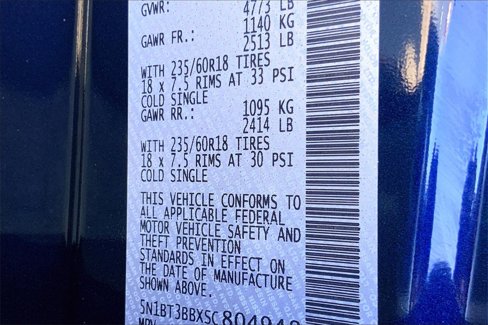 GVWR: 4773 LB
1140 KG
GAWR FR.: 2513 LB
WITH 235/60R18 TIRES
18 x 7.5 RIMS AT 33 PSI
COLD SINGLE
1095 KG
GAWR RR.: 2414 LB
WITH 235/60R18 TIRES
18 x 7.5 RIMS AT 30 PSI
COLD SINGLE
THIS VEHICLE CONFORMS TO
ALL APPLICABLE FEDERAL
MOTOR VEHICLE SAFETY AND
THEFT PREVENTION
STANDARDS IN EFFECT ON
THE DATE OF MANUFACTURE
SHOWN ABOVE.